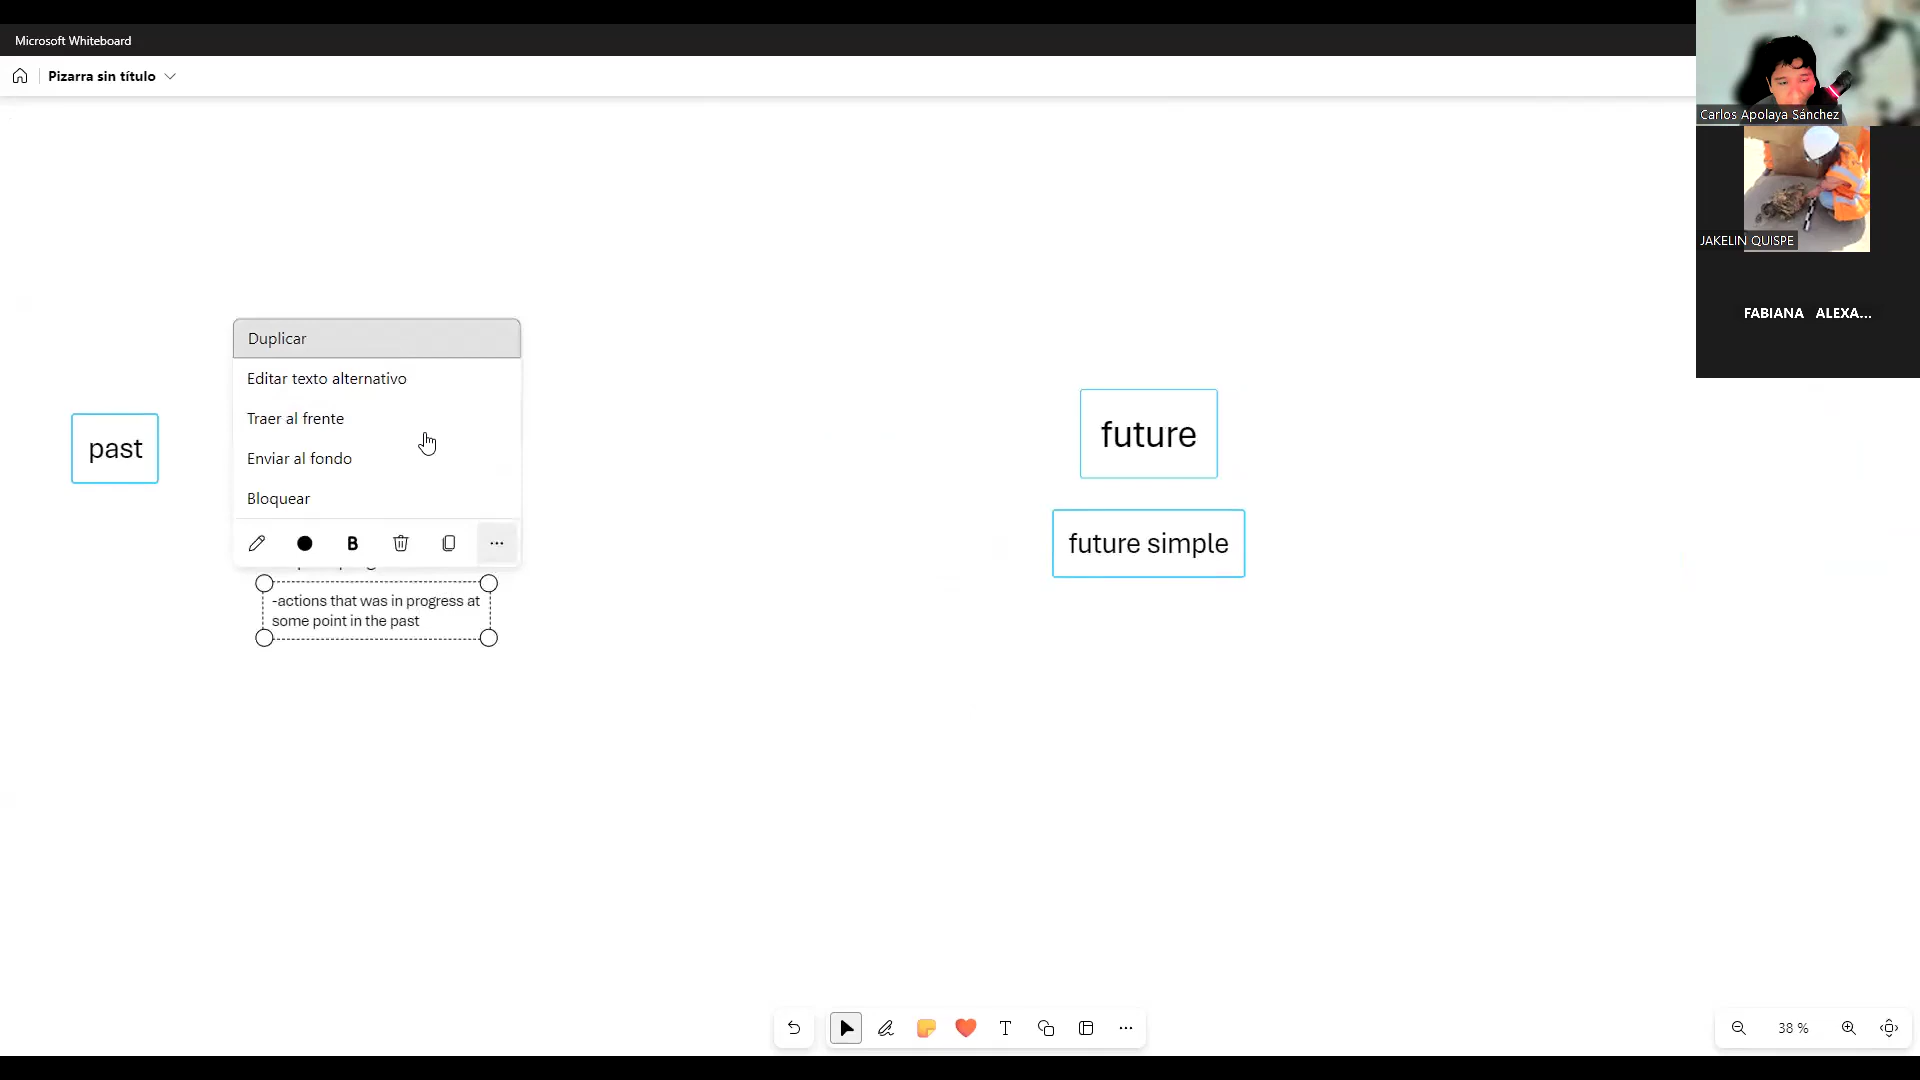 Microsoft Whiteboard
Pizarra sin título
Carlos Apolaya Sánchez
JAKELIN QUISPE
FABIANA ALEXA...
Duplicar
Editar texto alternativo
Traer al frente
Enviar al fondo
Bloquear
B
past
-actions that was in progress at
some point in the past
future
future simple
38 %